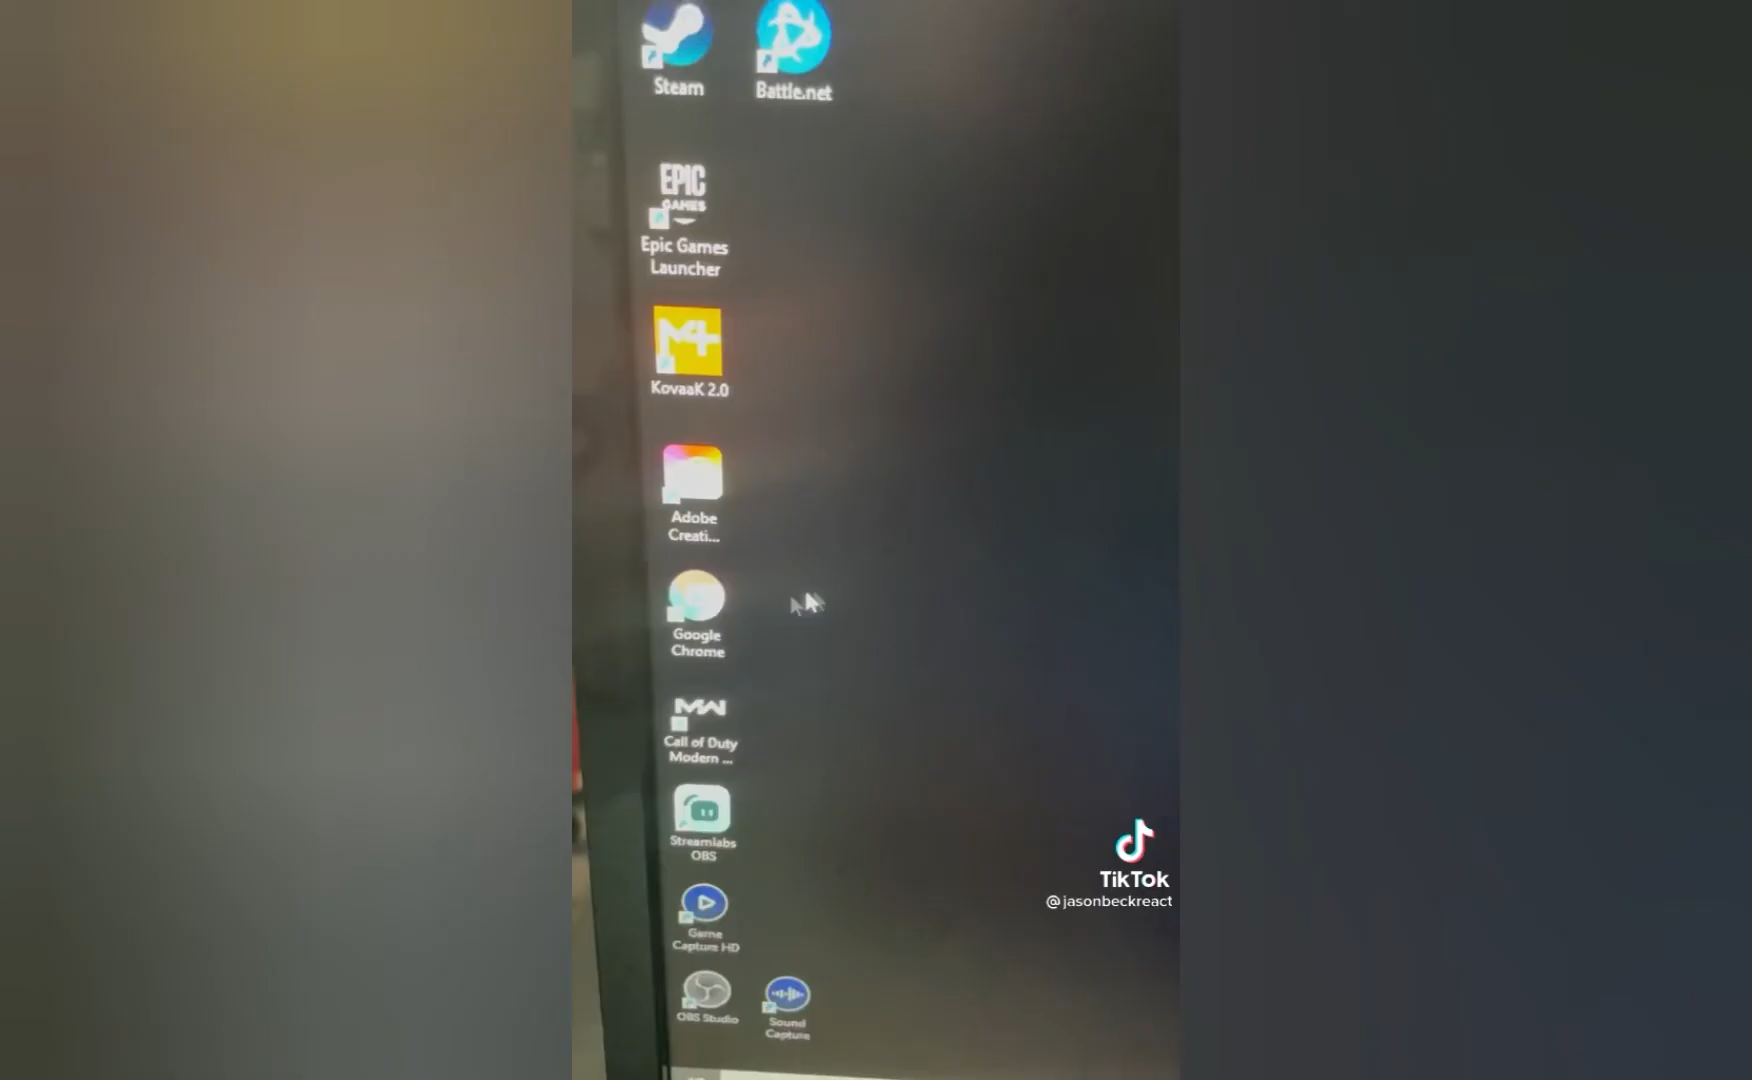 Steam
Battle.net
EPIC
GAMES
Epic Games
Launcher
KovaaK 2.0
Adobe
Creati...
Google
Chrome
MW
Call of Duty
Modern ...
Streamlabs
OBS
Game
Capture HD
OBS Studio
Sound
Capture
TikTok
@jasonbeckreact